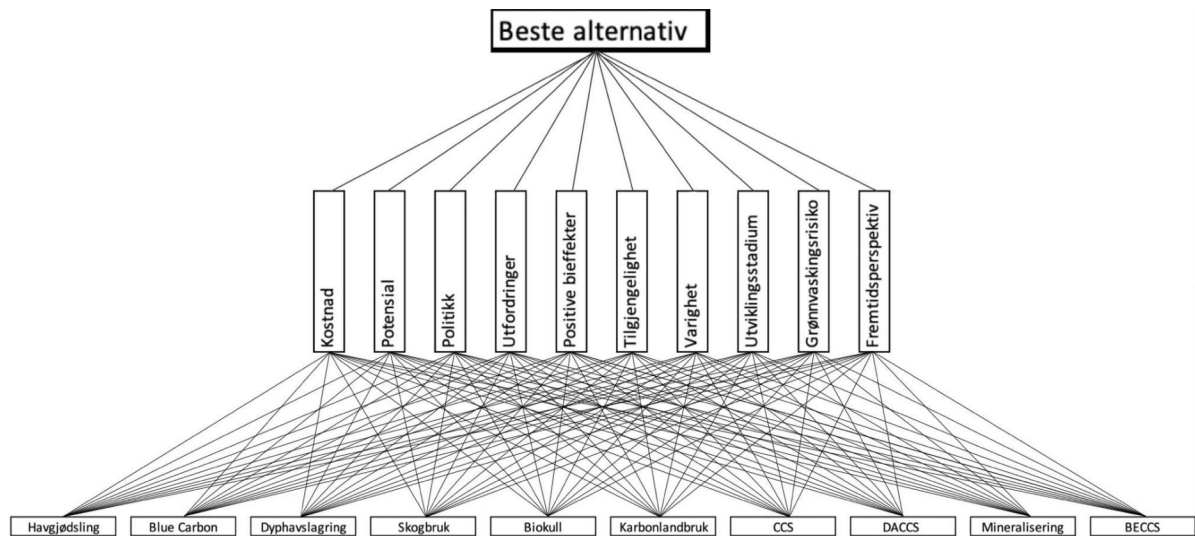 Beste alternativ
Kostnad
Potensial
Politikk
Utfordringer
Positive bieffekter
Tilgjengelighet
Varighet
Utviklingsstadium
Grønnvaskingsrisiko
Fremtidsperspektiv
Havgjødsling
Blue Carbon
Dyphavslagring
Skogbruk
Biokull
Karbonlandbruk
CCS
DACCS
Mineralisering
BECCS